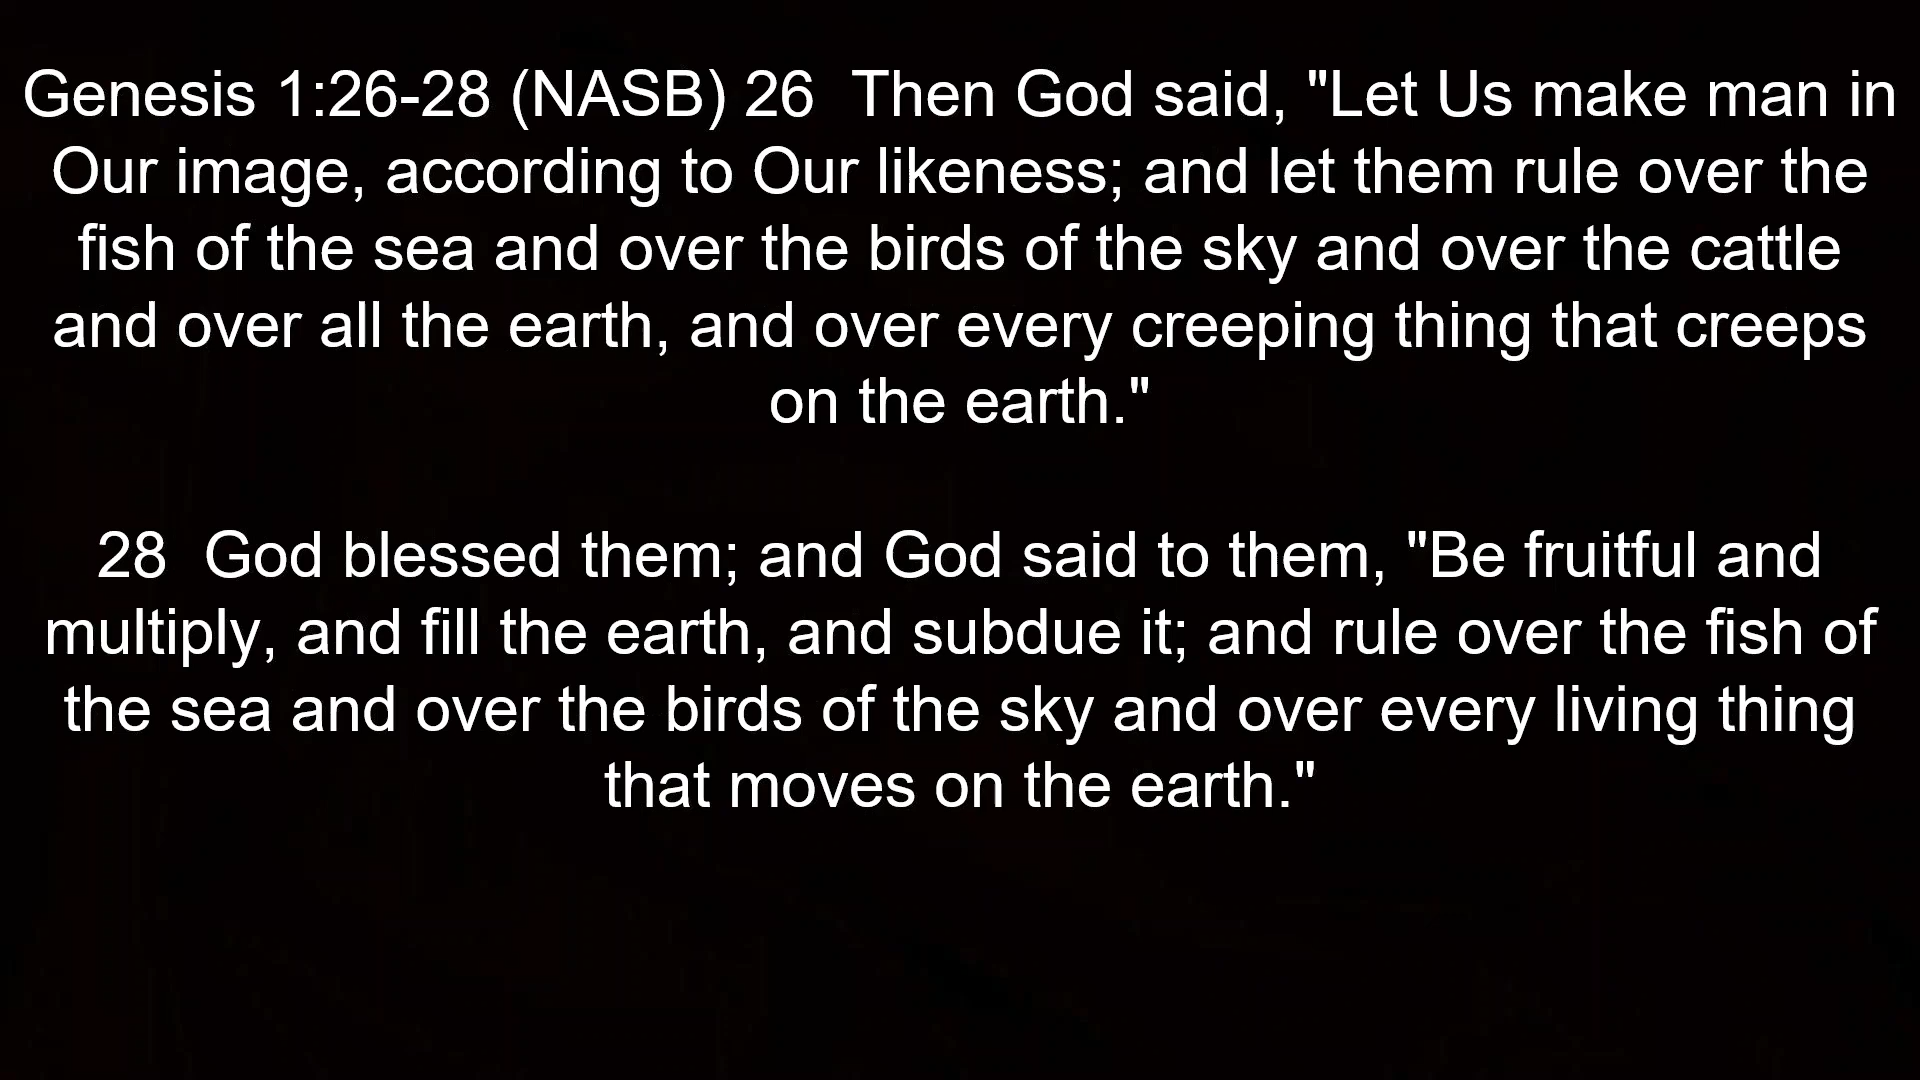 Genesis 1:26-28 (NASB) 26  Then God said, "Let Us make man in
Our image, according to Our likeness; and let them rule over the
fish of the sea and over the birds of the sky and over the cattle
and over all the earth, and over every creeping thing that creeps
on the earth."
28  God blessed them; and God said to them, "Be fruitful and
multiply, and fill the earth, and subdue it; and rule over the fish of
the sea and over the birds of the sky and over every living thing
that moves on the earth."